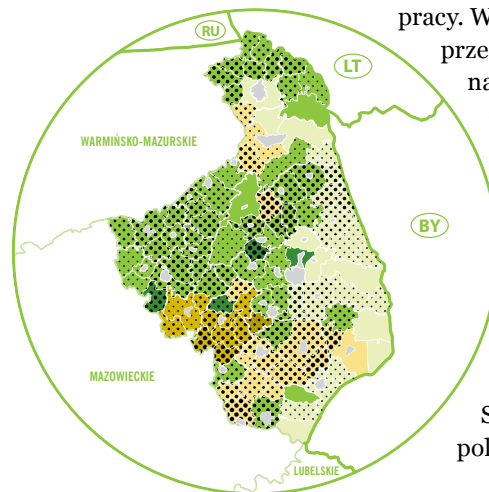 pracy. W
prze
na
RU
LT
WARMIŃSKO-MAZURSKIE
BY
MAZOWIECKIE
LUBELSKIE
S
pol